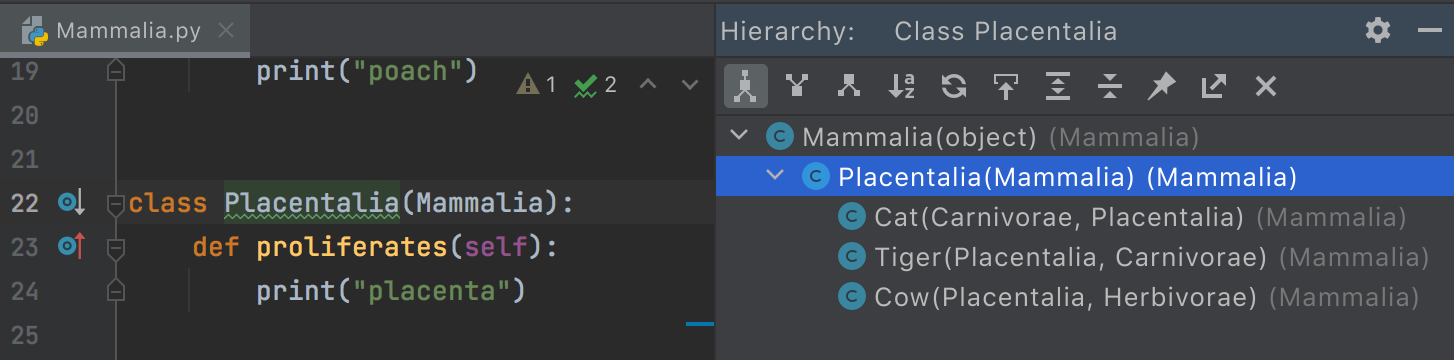 Mammalia.py
19 print("poach")
1 2
20
21
22 class Placentalia(Mammalia):
23 def proliferates(self):
24 print("placenta")
25
Hierarchy: Class Placentalia
a
z
Mammalia(object) (Mammalia)
C Placentalia(Mammalia) (Mammalia)
C Cat(Carnivorae, Placentalia) (Mammalia)
C Tiger(Placentalia, Carnivorae) (Mammalia)
C Cow(Placentalia, Herbivorae) (Mammalia)